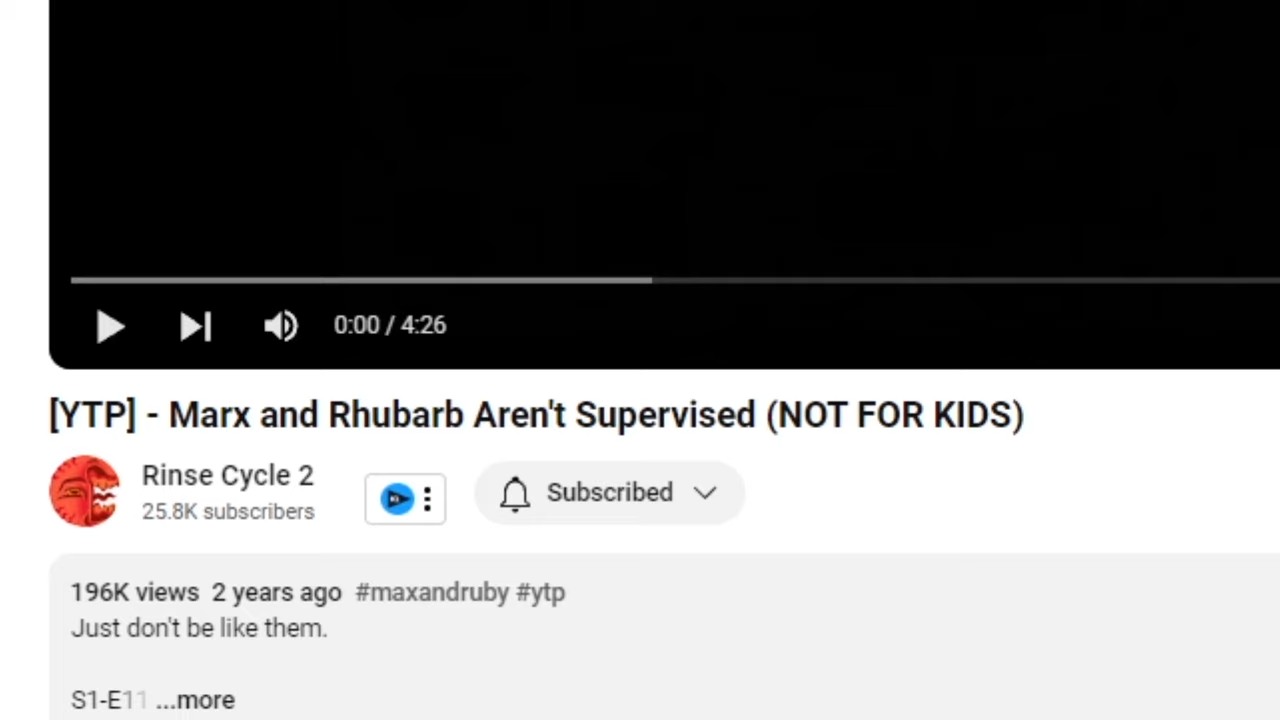 0:00 / 4:26
[YTP] - Marx and Rhubarb Aren't Supervised (NOT FOR KIDS)
Rinse Cycle 2
25.8K subscribers
Subscribed
196K views 2 years ago #maxandruby #ytp
Just don't be like them.
S1-E11 ...more